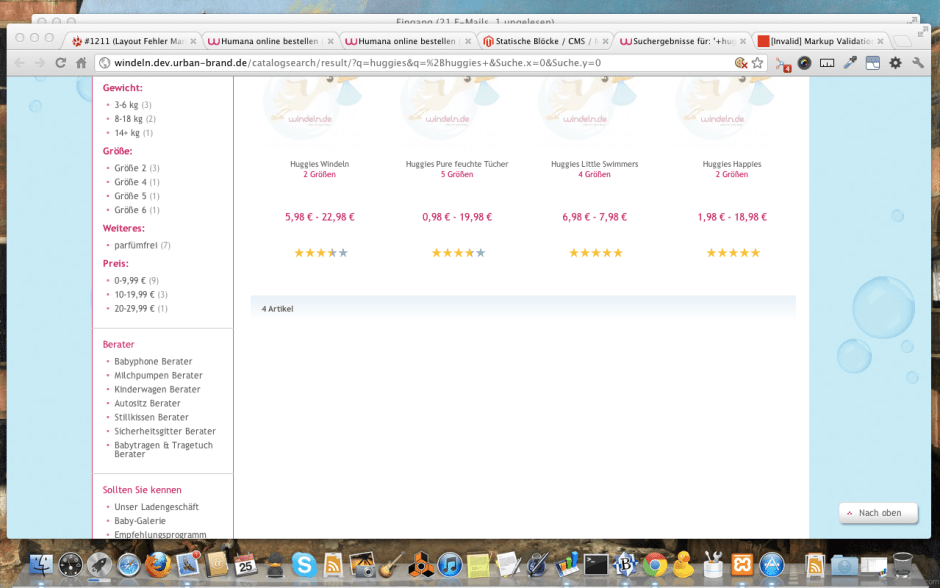 Eingang (21 E-Mails, 1 ungelesen)
#1211 (Layout Fehler Mar
Humana online bestellen
Humana online bestellen
Statische Blöcke / CMS /
Suchergebnisse für: '+hug
[Invalid] Markup Validatio
windeln.dev.urban-brand.de/catalogsearch/result/?q=huggies&q=%2Bhuggies+&Suche.x=0&Suche.y=0
4
Gewicht:
3-6 kg (3)
8-18 kg (2)
14+ kg (1)
Größe:
Größe 2 (3)
Größe 4 (1)
Größe 5 (1)
Größe 6 (1)
Weiteres:
parfümfrei (7)
Preis:
0-9,99 € (9)
10-19,99 € (3)
20-29,99 € (1)
Berater
Babyphone Berater
Milchpumpen Berater
Kinderwagen Berater
Autositz Berater
Stillkissen Berater
Sicherheitsgitter Berater
Babytragen & Tragetuch
Berater
Sollten Sie kennen
Unser Ladengeschäft
Baby-Galerie
Empfehlungsprogramm
windeln.de windeln.de windeln.de windeln.de
Huggies Windeln Huggies Pure feuchte Tücher Huggies Little Swimmers Huggies Happies
2 Größen 5 Größen 4 Größen 2 Größen
5,98 € - 22,98 € 0,98 € - 19,98 € 6,98 € - 7,98 € 1,98 € - 18,98 €
4 Artikel
Nach oben
25